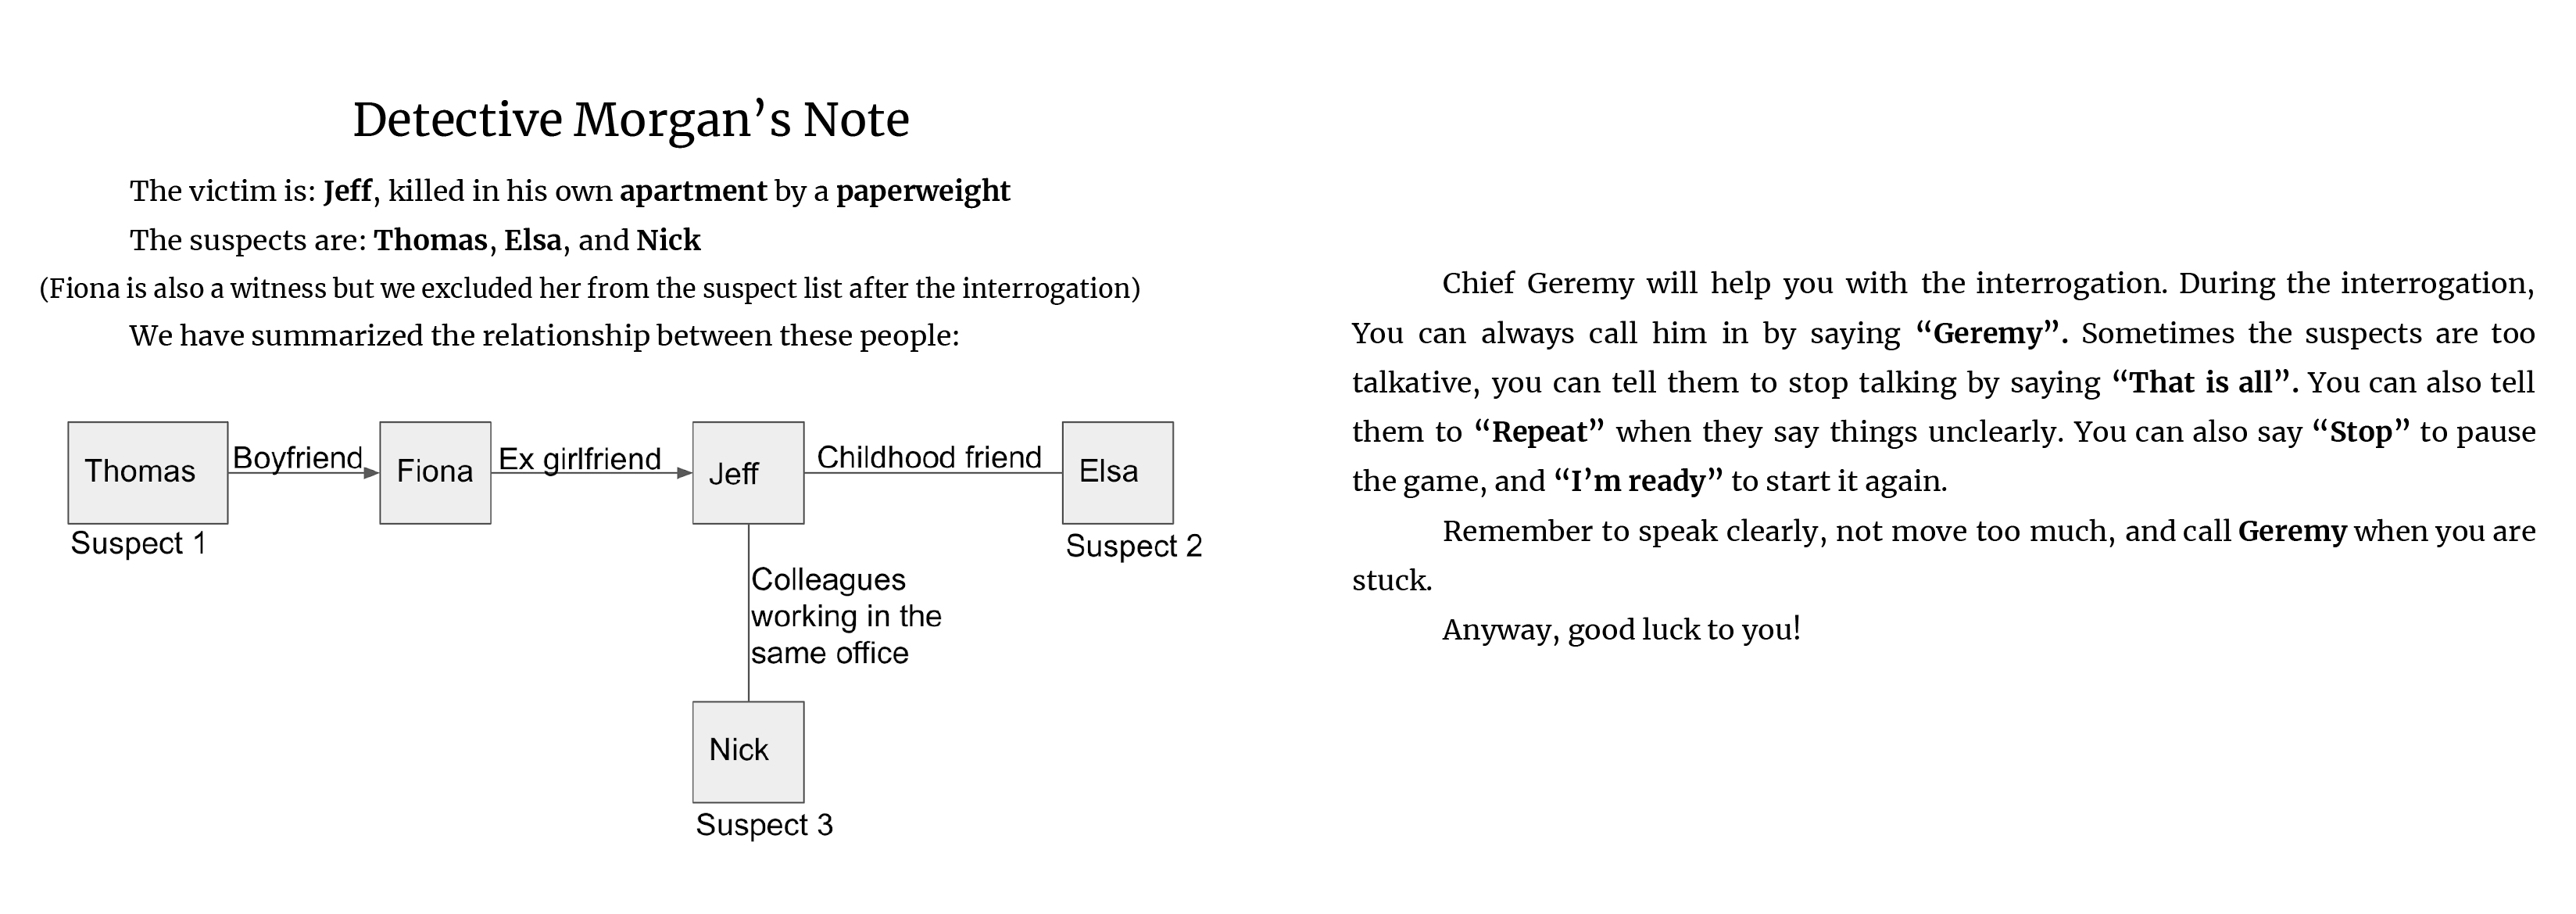 Detective Morgan’s Note
The victim is: Jeff, killed in his own apartment by a paperweight
The suspects are: Thomas, Elsa, and Nick
(Fiona is also a witness but we excluded her from the suspect list after the interrogation)
We have summarized the relationship between these people:
Thomas
Boyfriend
Fiona
Ex girlfriend
Jeff
Childhood friend
Elsa
Suspect 1
Suspect 2
Colleagues
working in the
same office
Nick
Suspect 3
Chief Geremy will help you with the interrogation. During the interrogation,
You can always call him in by saying “Geremy”. Sometimes the suspects are too
talkative, you can tell them to stop talking by saying “That is all”. You can also tell
them to “Repeat” when they say things unclearly. You can also say “Stop” to pause
the game, and “I’m ready” to start it again.
Remember to speak clearly, not move too much, and call Geremy when you are
stuck.
Anyway, good luck to you!